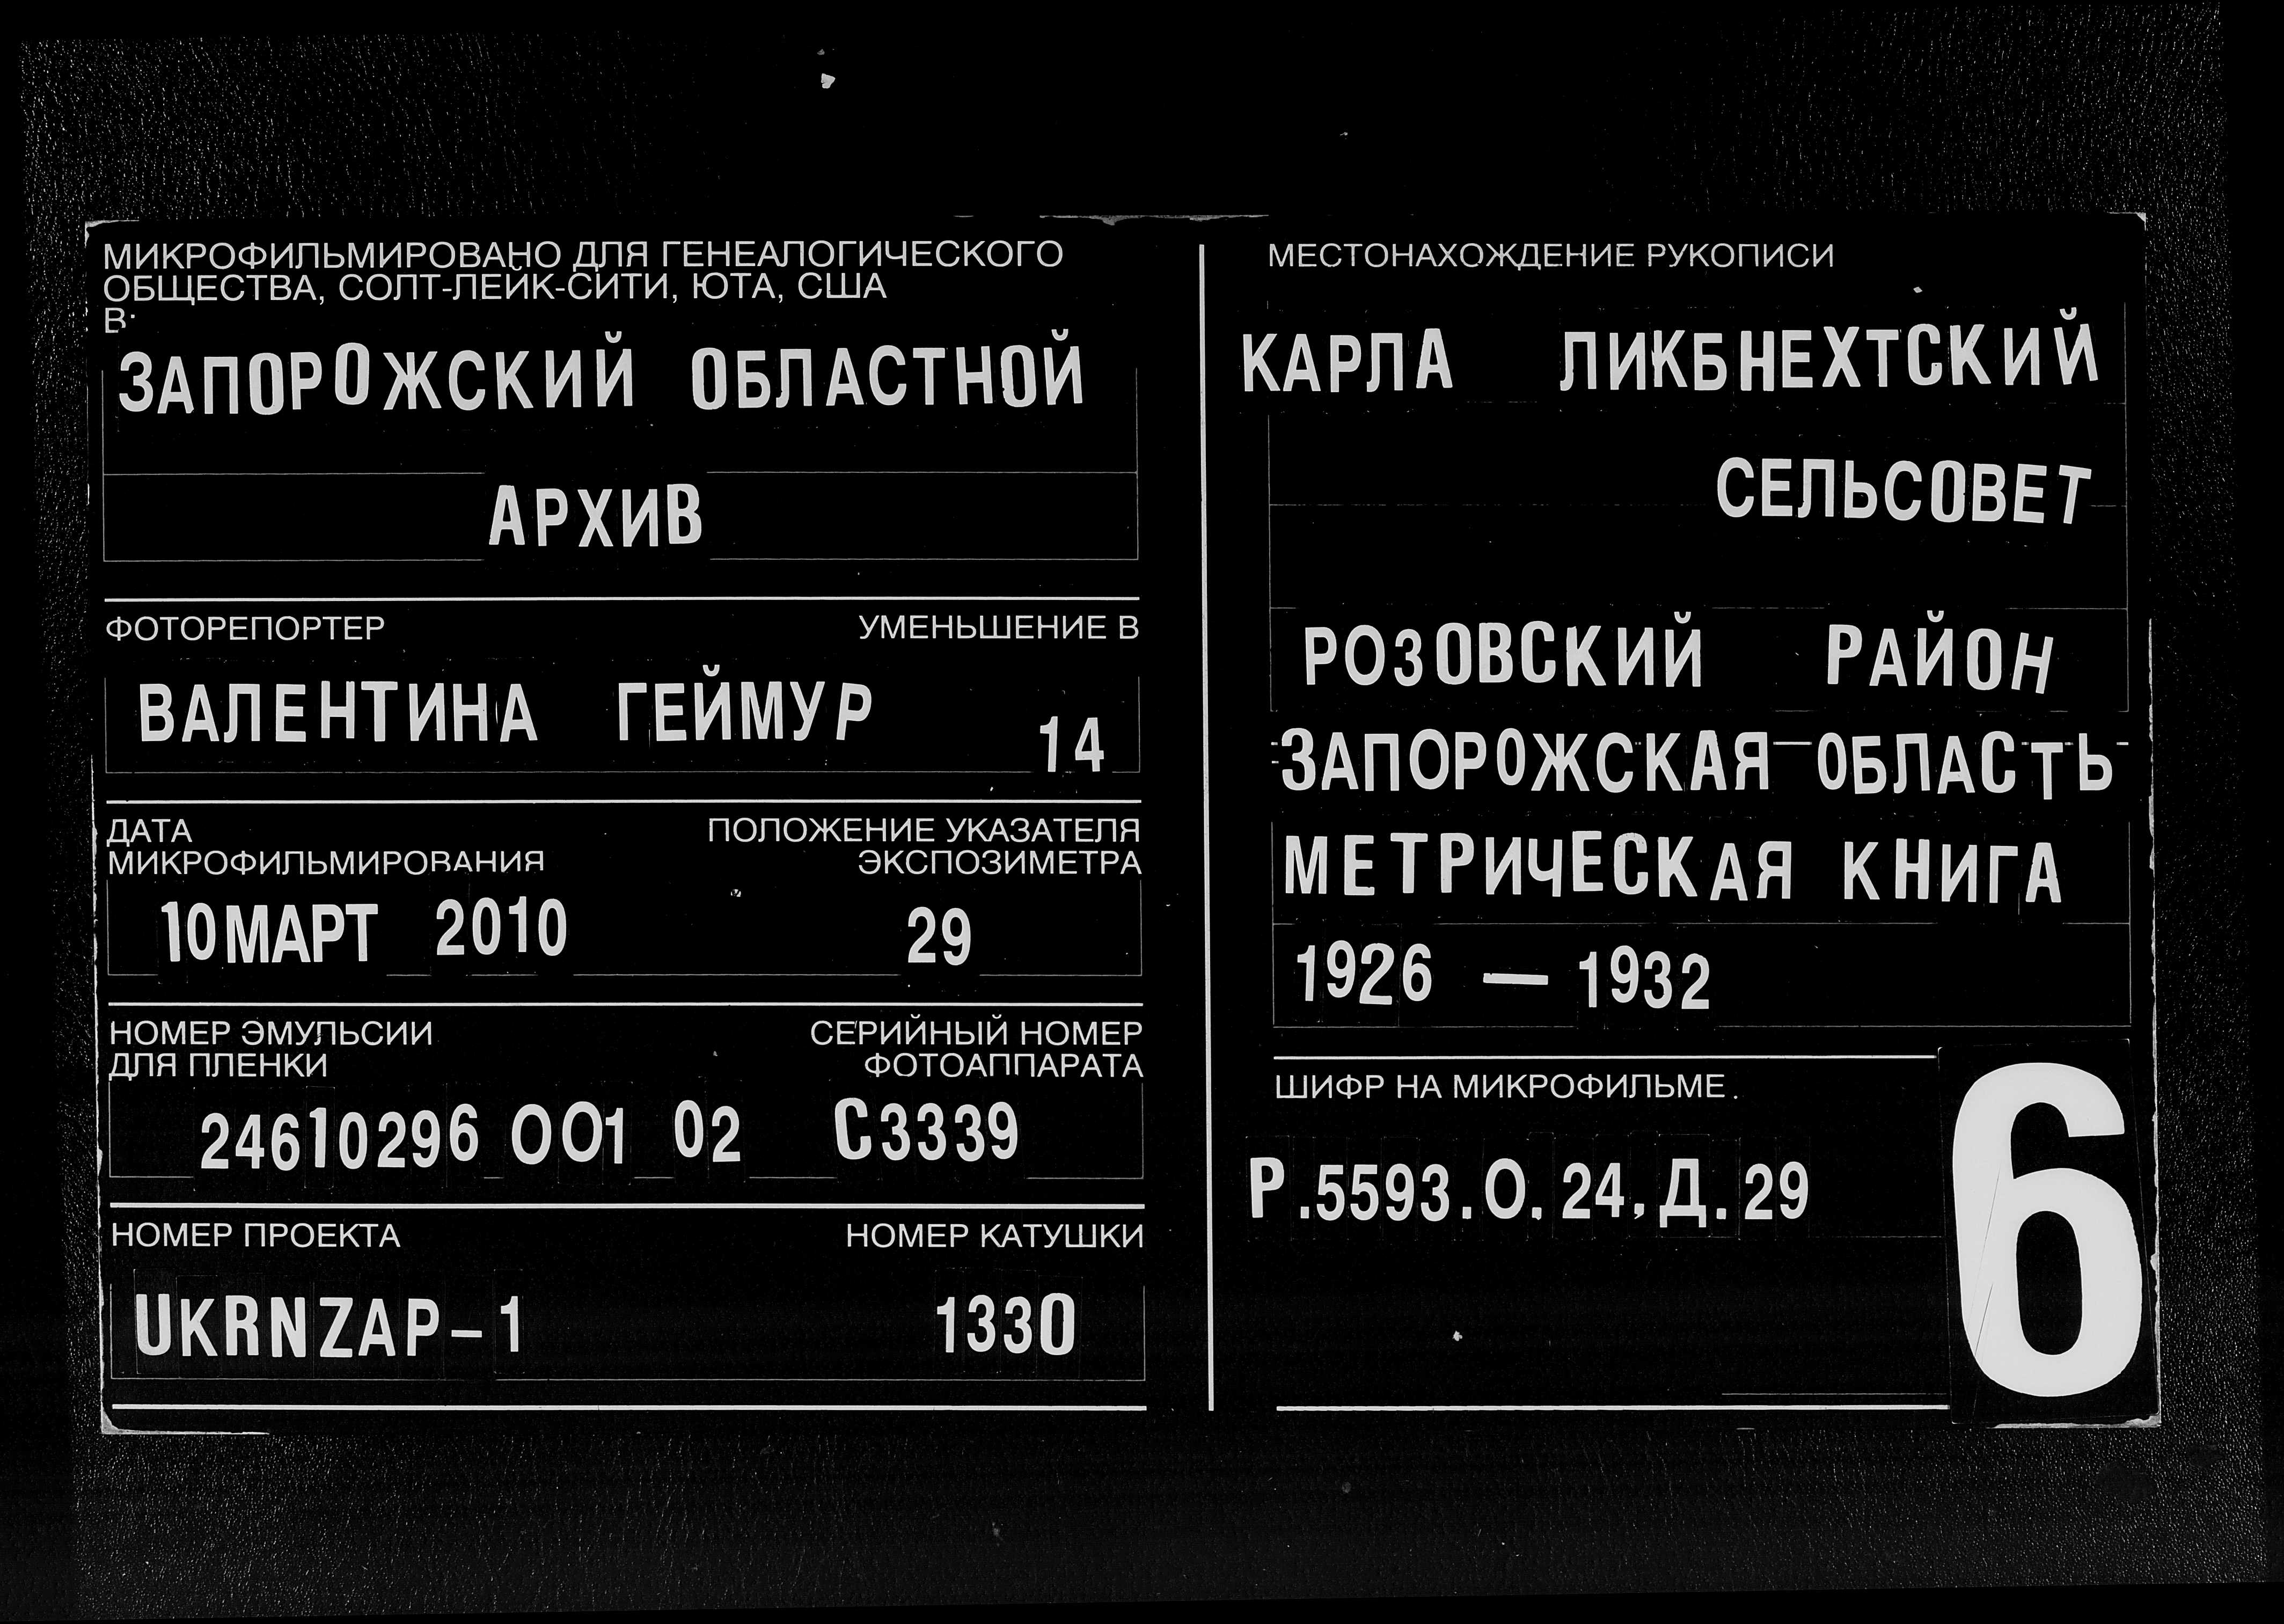 МИКРОФИЛЬМИРОВАНО ДЛЯ ГЕНЕАЛОГИЧЕСКОГО
ОБЩЕСТВА, СОЛТ-ЛЕЙК-СИТИ, ЮТА, США
В:
ЗАПОРОЖСКИЙ ОБЛАСТНОЙ
АРХИВ
ФОТОРЕПОРТЕР УМЕНЬШЕНИЕ В
ВАЛЕНТИНА ГЕЙМУР 14
ДАТА ПОЛОЖЕНИЕ УКАЗАТЕЛЯ
МИКРОФИЛЬМИРОВАНИЯ ЭКСПОЗИМЕТРА
10 МАРТ 2010 29
НОМЕР ЭМУЛЬСИИ СЕРИЙНЫЙ НОМЕР
ДЛЯ ПЛЕНКИ ФОТОАППАРАТА
24610296 001 02 С3339
НОМЕР ПРОЕКТА НОМЕР КАТУШКИ
UKRNZAP-1 1330
МЕСТОНАХОЖДЕНИЕ РУКОПИСИ
КАРЛА ЛИКБНЕХТСКИЙ
СЕЛЬСОВЕТ
РОЗОВСКИЙ РАЙОН
ЗАПОРОЖСКАЯ ОБЛАСТЬ
МЕТРИЧЕСКАЯ КНИГА
1926 — 1932
ШИФР НА МИКРОФИЛЬМЕ.
Р.5593.О.24.Д.29
6